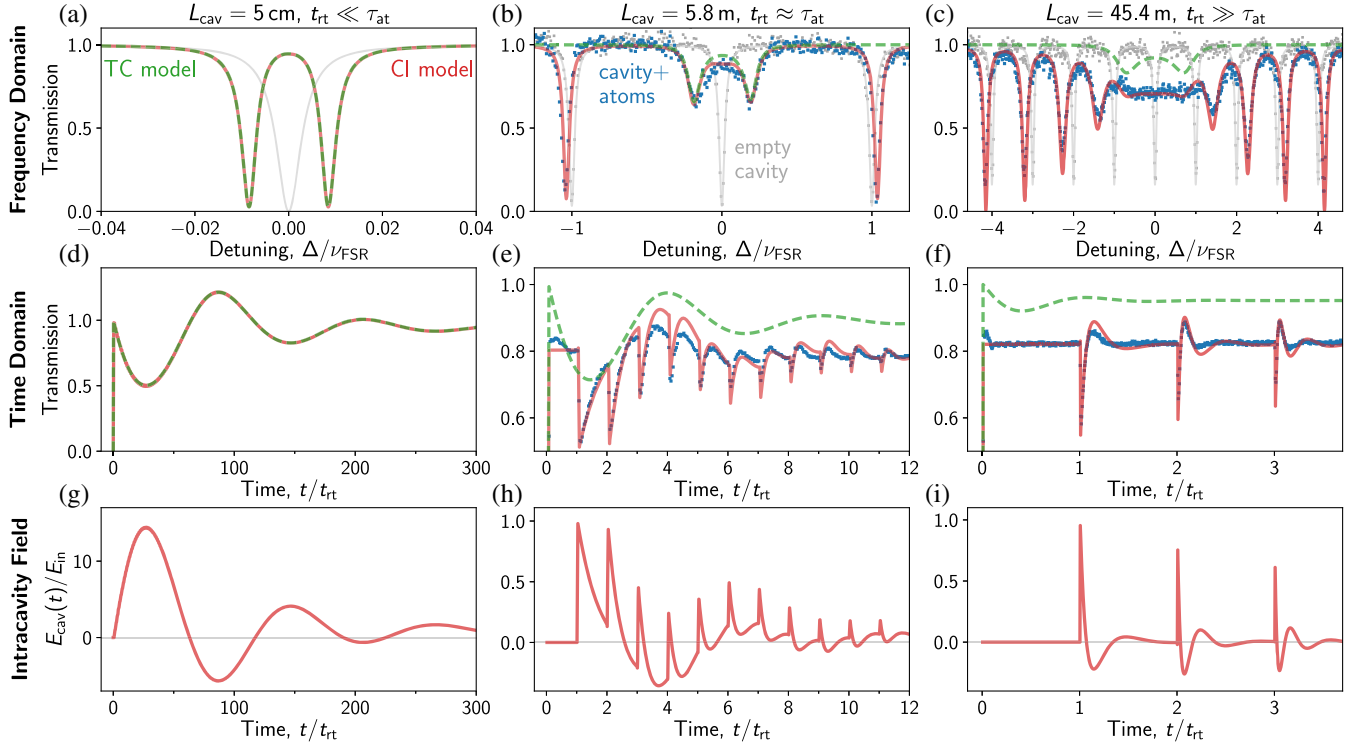 (a) L_cav = 5 cm, t_rt ≪ τ_at
(b) L_cav = 5.8 m, t_rt ≈ τ_at
(c) L_cav = 45.4 m, t_rt ≫ τ_at
Frequency Domain
Transmission
1.0
0.5
0.0
TC model
CI model
−0.04 −0.02 0.00 0.02 0.04
Detuning, Δ/ν_FSR
1.0
0.5
0.0
cavity+
atoms
empty
cavity
−1 0 1
Detuning, Δ/ν_FSR
1.0
0.5
0.0
−4 −2 0 2 4
Detuning, Δ/ν_FSR
(d)
(e)
(f)
Time Domain
Transmission
1.0
0.5
0.0
0 100 200 300
Time, t/t_rt
1.0
0.8
0.6
0 2 4 6 8 10 12
Time, t/t_rt
1.0
0.8
0.6
0 1 2 3
Time, t/t_rt
(g)
(h)
(i)
Intracavity Field
E_cav(t)/E_in
10
0
0 100 200 300
Time, t/t_rt
1.0
0.5
0.0
0 2 4 6 8 10 12
Time, t/t_rt
1.0
0.5
0.0
0 1 2 3
Time, t/t_rt